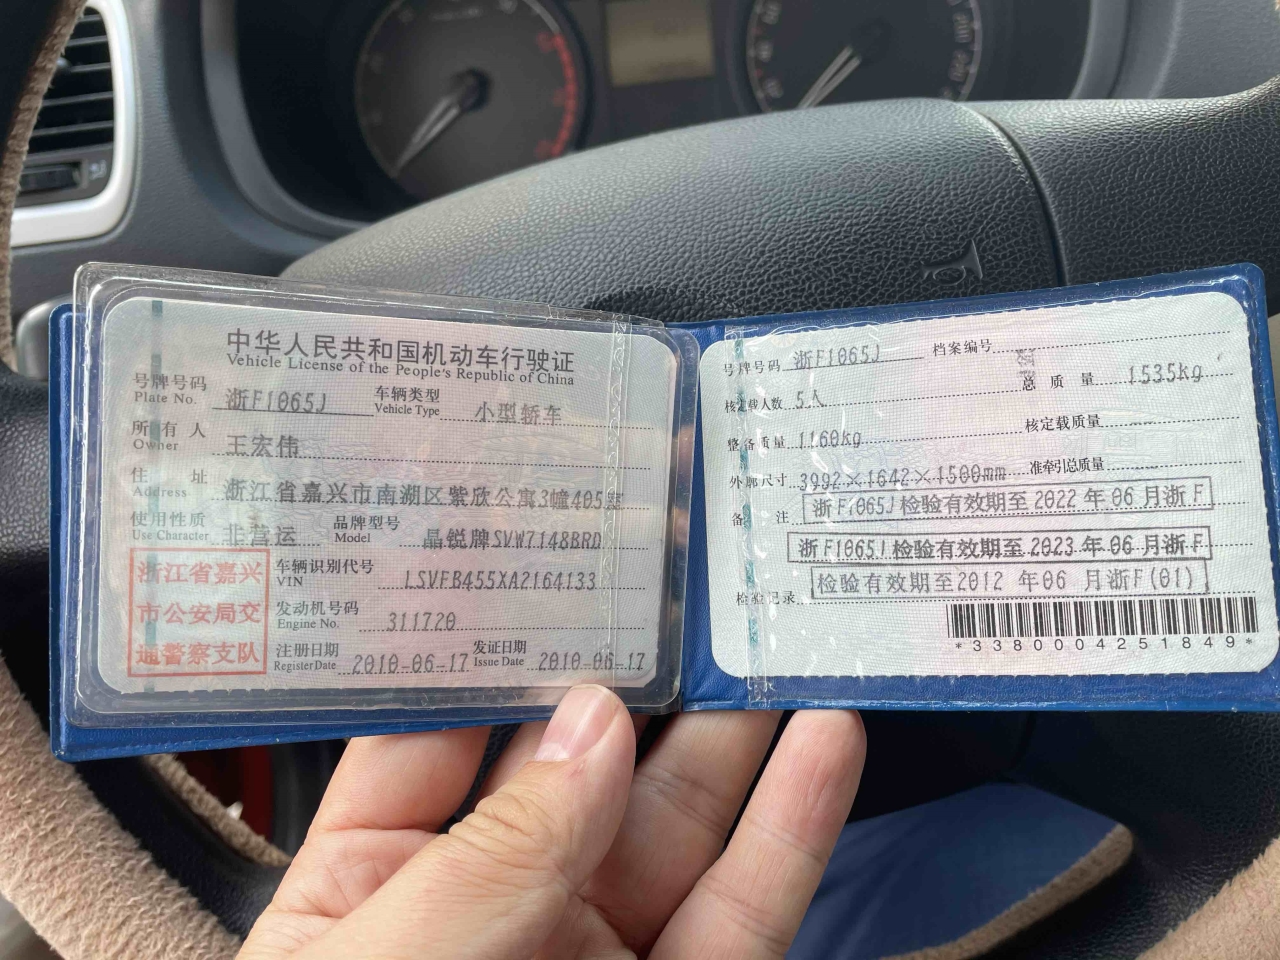 中华人民共和国机动车行驶证
Vehicle License of the People's Republic of China
号牌号码 浙F1065J 车辆类型 小型轿车
Plate No. Vehicle Type
所有人 王宏伟
Owner
住址 浙江省嘉兴市南湖区紫欣公寓3幢405室
Address
使用性质 非营运 品牌型号 晶锐牌SVW7148BRD
Use Character Model
浙江省嘉兴
市公安局交
通警察支队
车辆识别代号 LSVFB455XA2164133
VIN
发动机号码 311720
Engine No.
注册日期 2010-06-17 发证日期 2010-06-17
Register Date Issue Date
号牌号码 浙F1065J 档案编号
核定载人数 5人 总质量 1535kg
整备质量 1160kg 核定载质量
外廓尺寸 3992×1642×1500mm 准牵引总质量
备注 浙F1065J检验有效期至2022年06月浙F
浙F1065J检验有效期至2023年06月浙F
检验记录 检验有效期至2012年06月浙F(01)
*3380004251849*